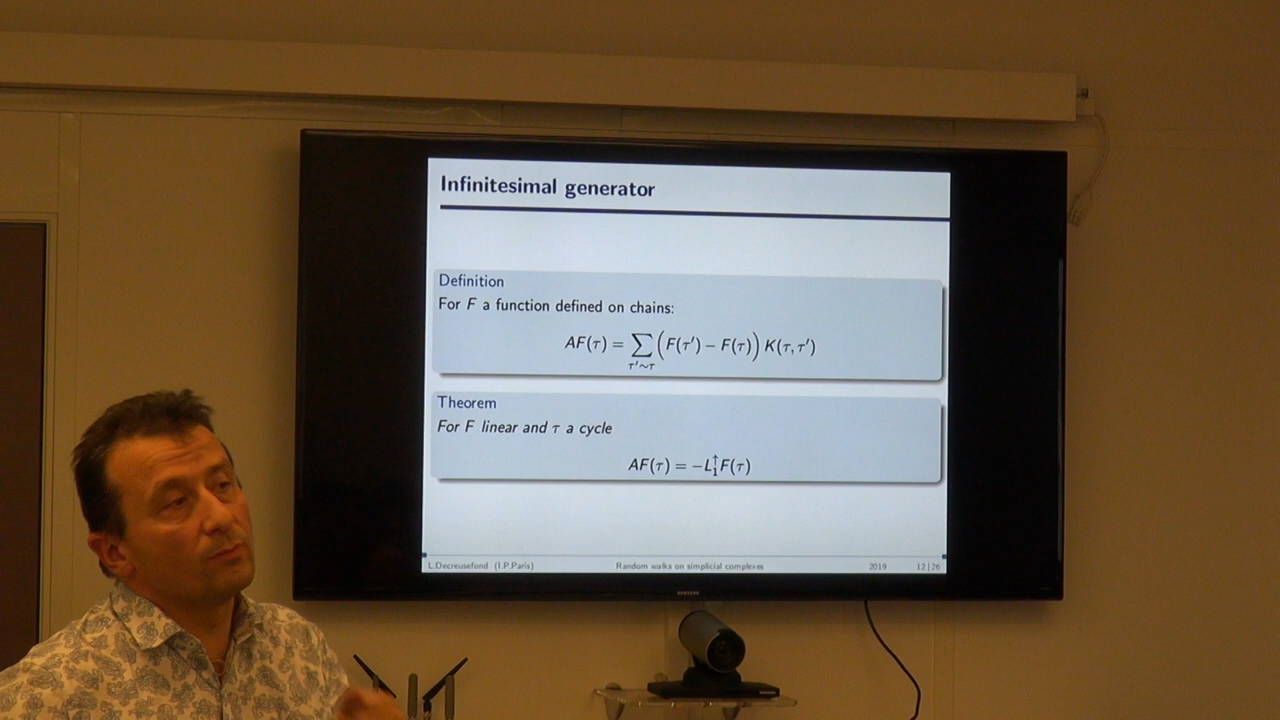 Infinitesimal generator
Definition
For F a function defined on chains:
AF(τ) = ∑_{τ′∼τ} (F(τ′) − F(τ)) K(τ, τ′)
Theorem
For F linear and τ a cycle
AF(τ) = −L₁^↑ F(τ)
L.Decreusefond (I.P.Paris) Random walks on simplicial complexes 2019 12|26
SAMSUNG